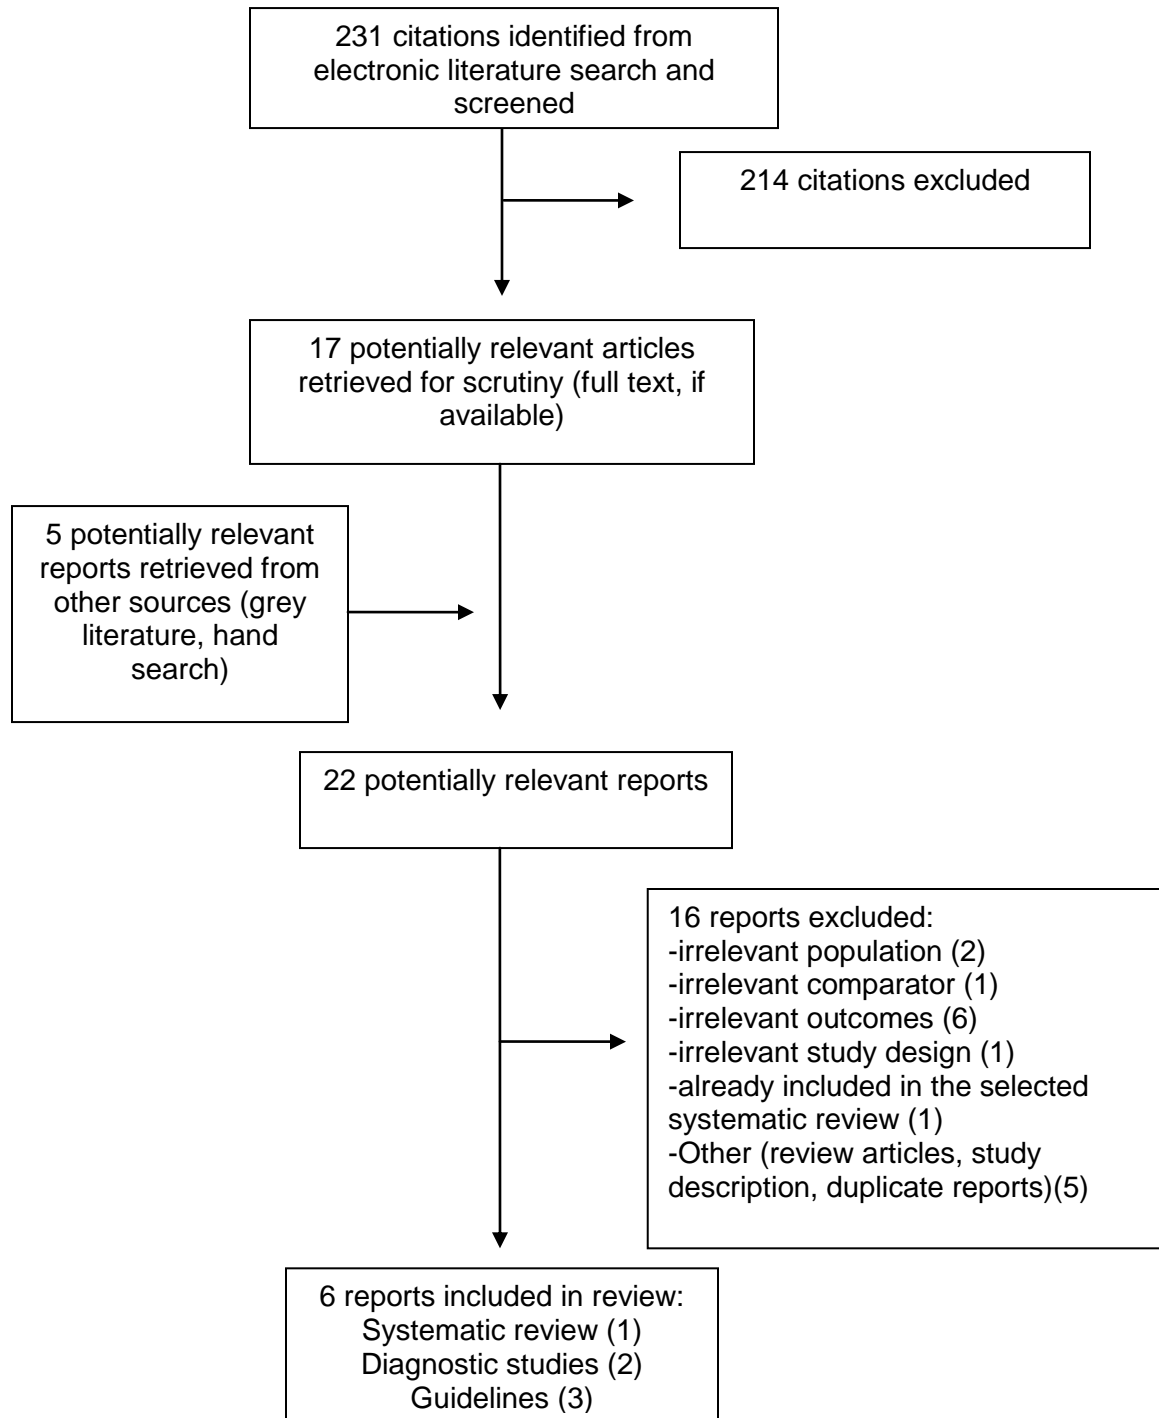 231 citations identified from
electronic literature search and
screened
214 citations excluded
17 potentially relevant articles
retrieved for scrutiny (full text, if
available)
5 potentially relevant
reports retrieved from
other sources (grey
literature, hand
search)
22 potentially relevant reports
16 reports excluded:
-irrelevant population (2)
-irrelevant comparator (1)
-irrelevant outcomes (6)
-irrelevant study design (1)
-already included in the selected
systematic review (1)
-Other (review articles, study
description, duplicate reports)(5)
6 reports included in review:
Systematic review (1)
Diagnostic studies (2)
Guidelines (3)